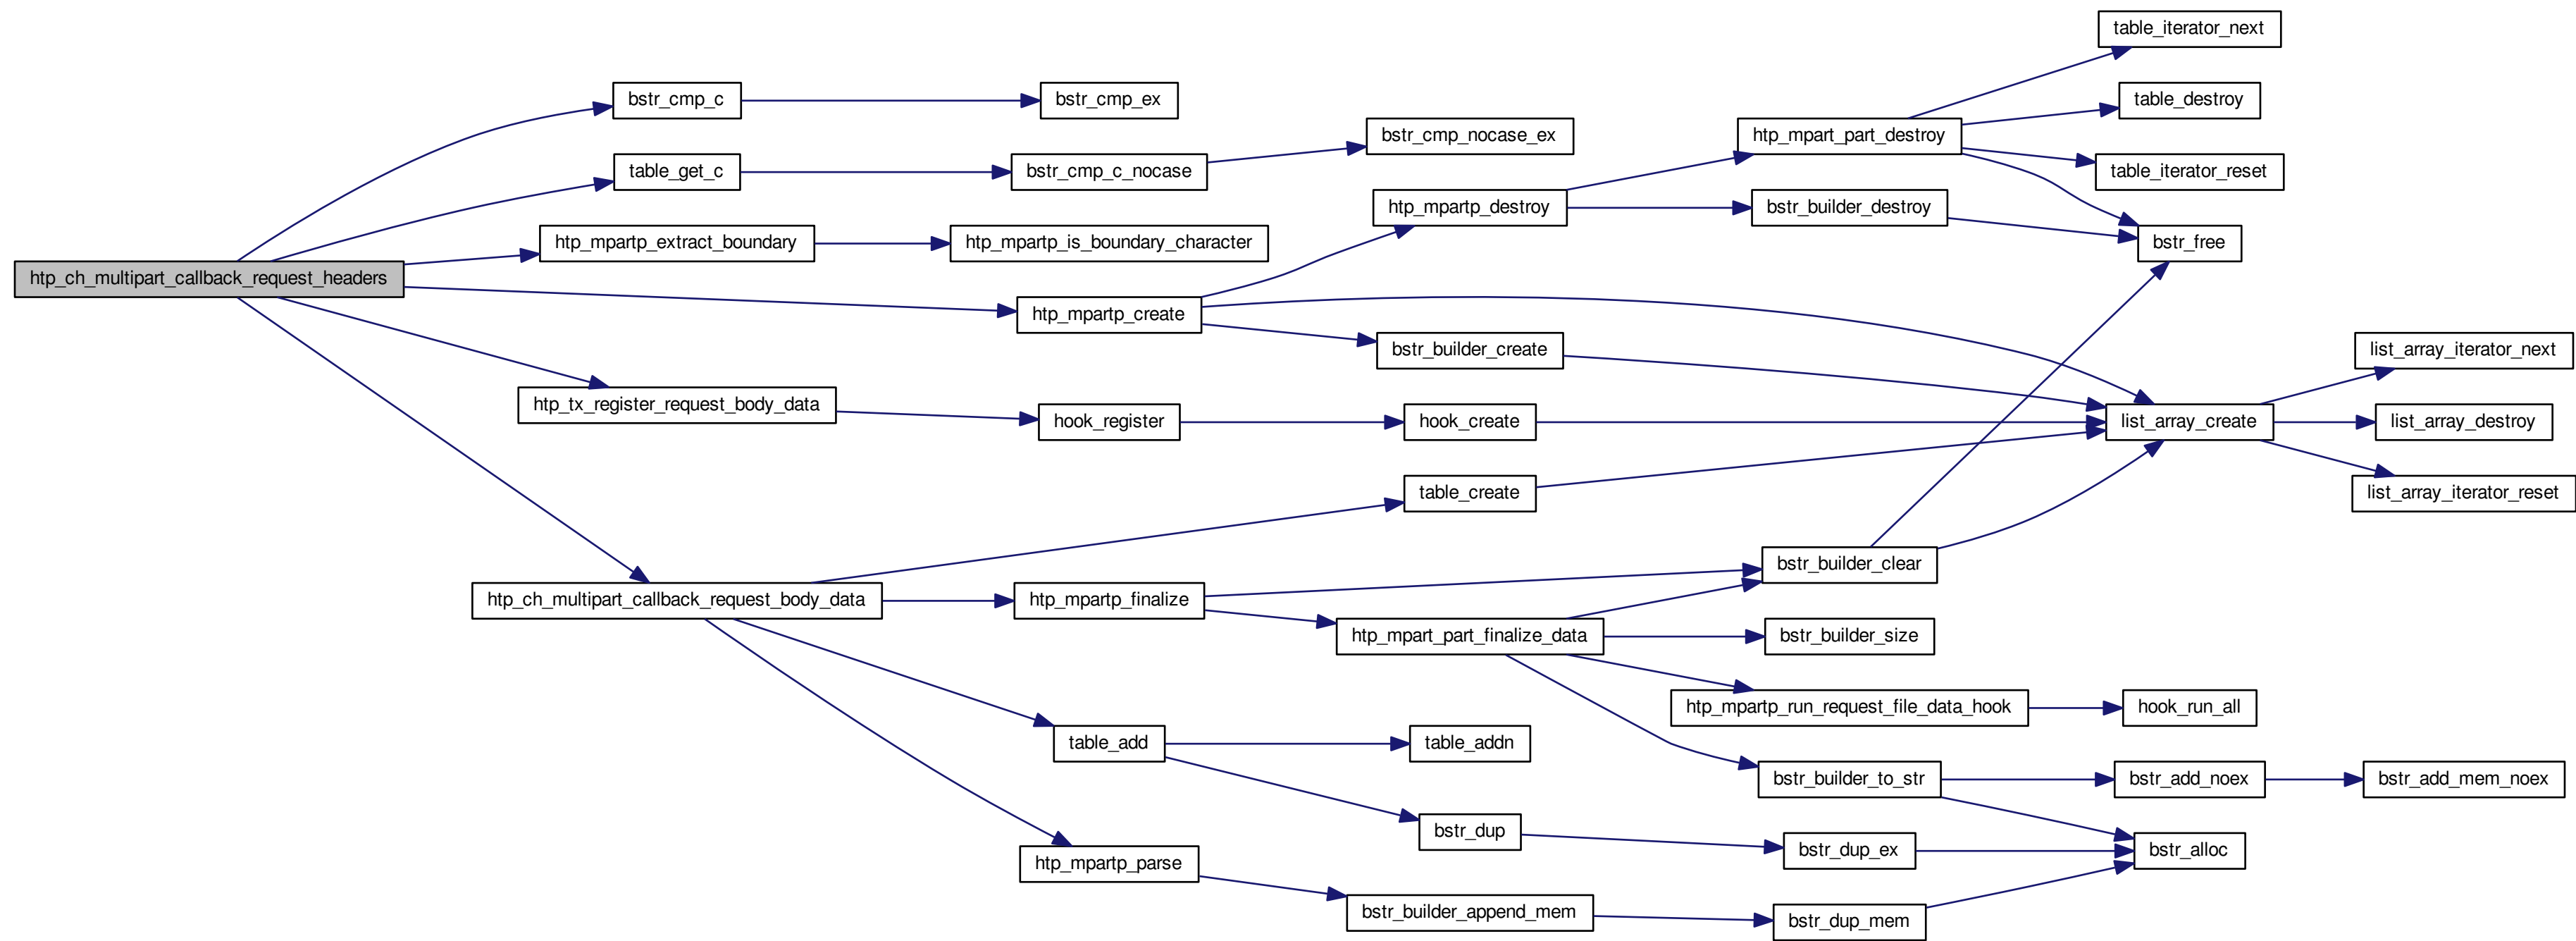 table_iterator_next
bstr_cmp_c
bstr_cmp_ex
table_destroy
bstr_cmp_nocase_ex
htp_mpart_part_destroy
table_get_c
bstr_cmp_c_nocase
table_iterator_reset
htp_mpartp_destroy
bstr_builder_destroy
htp_mpartp_extract_boundary
htp_mpartp_is_boundary_character
bstr_free
htp_ch_multipart_callback_request_headers
htp_mpartp_create
bstr_builder_create
list_array_iterator_next
htp_tx_register_request_body_data
hook_register
hook_create
list_array_create
list_array_destroy
table_create
list_array_iterator_reset
bstr_builder_clear
htp_ch_multipart_callback_request_body_data
htp_mpartp_finalize
htp_mpart_part_finalize_data
bstr_builder_size
htp_mpartp_run_request_file_data_hook
hook_run_all
table_add
table_addn
bstr_builder_to_str
bstr_add_noex
bstr_add_mem_noex
bstr_dup
bstr_dup_ex
bstr_alloc
htp_mpartp_parse
bstr_builder_append_mem
bstr_dup_mem